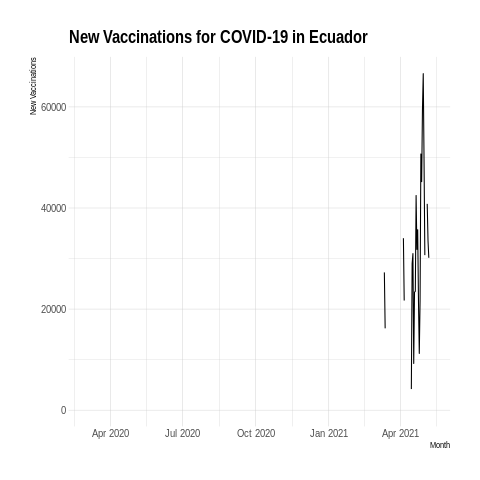 New Vaccinations for COVID-19 in Ecuador
New Vaccinations
60000
40000
20000
0
Apr 2020 Jul 2020 Oct 2020 Jan 2021 Apr 2021
Month